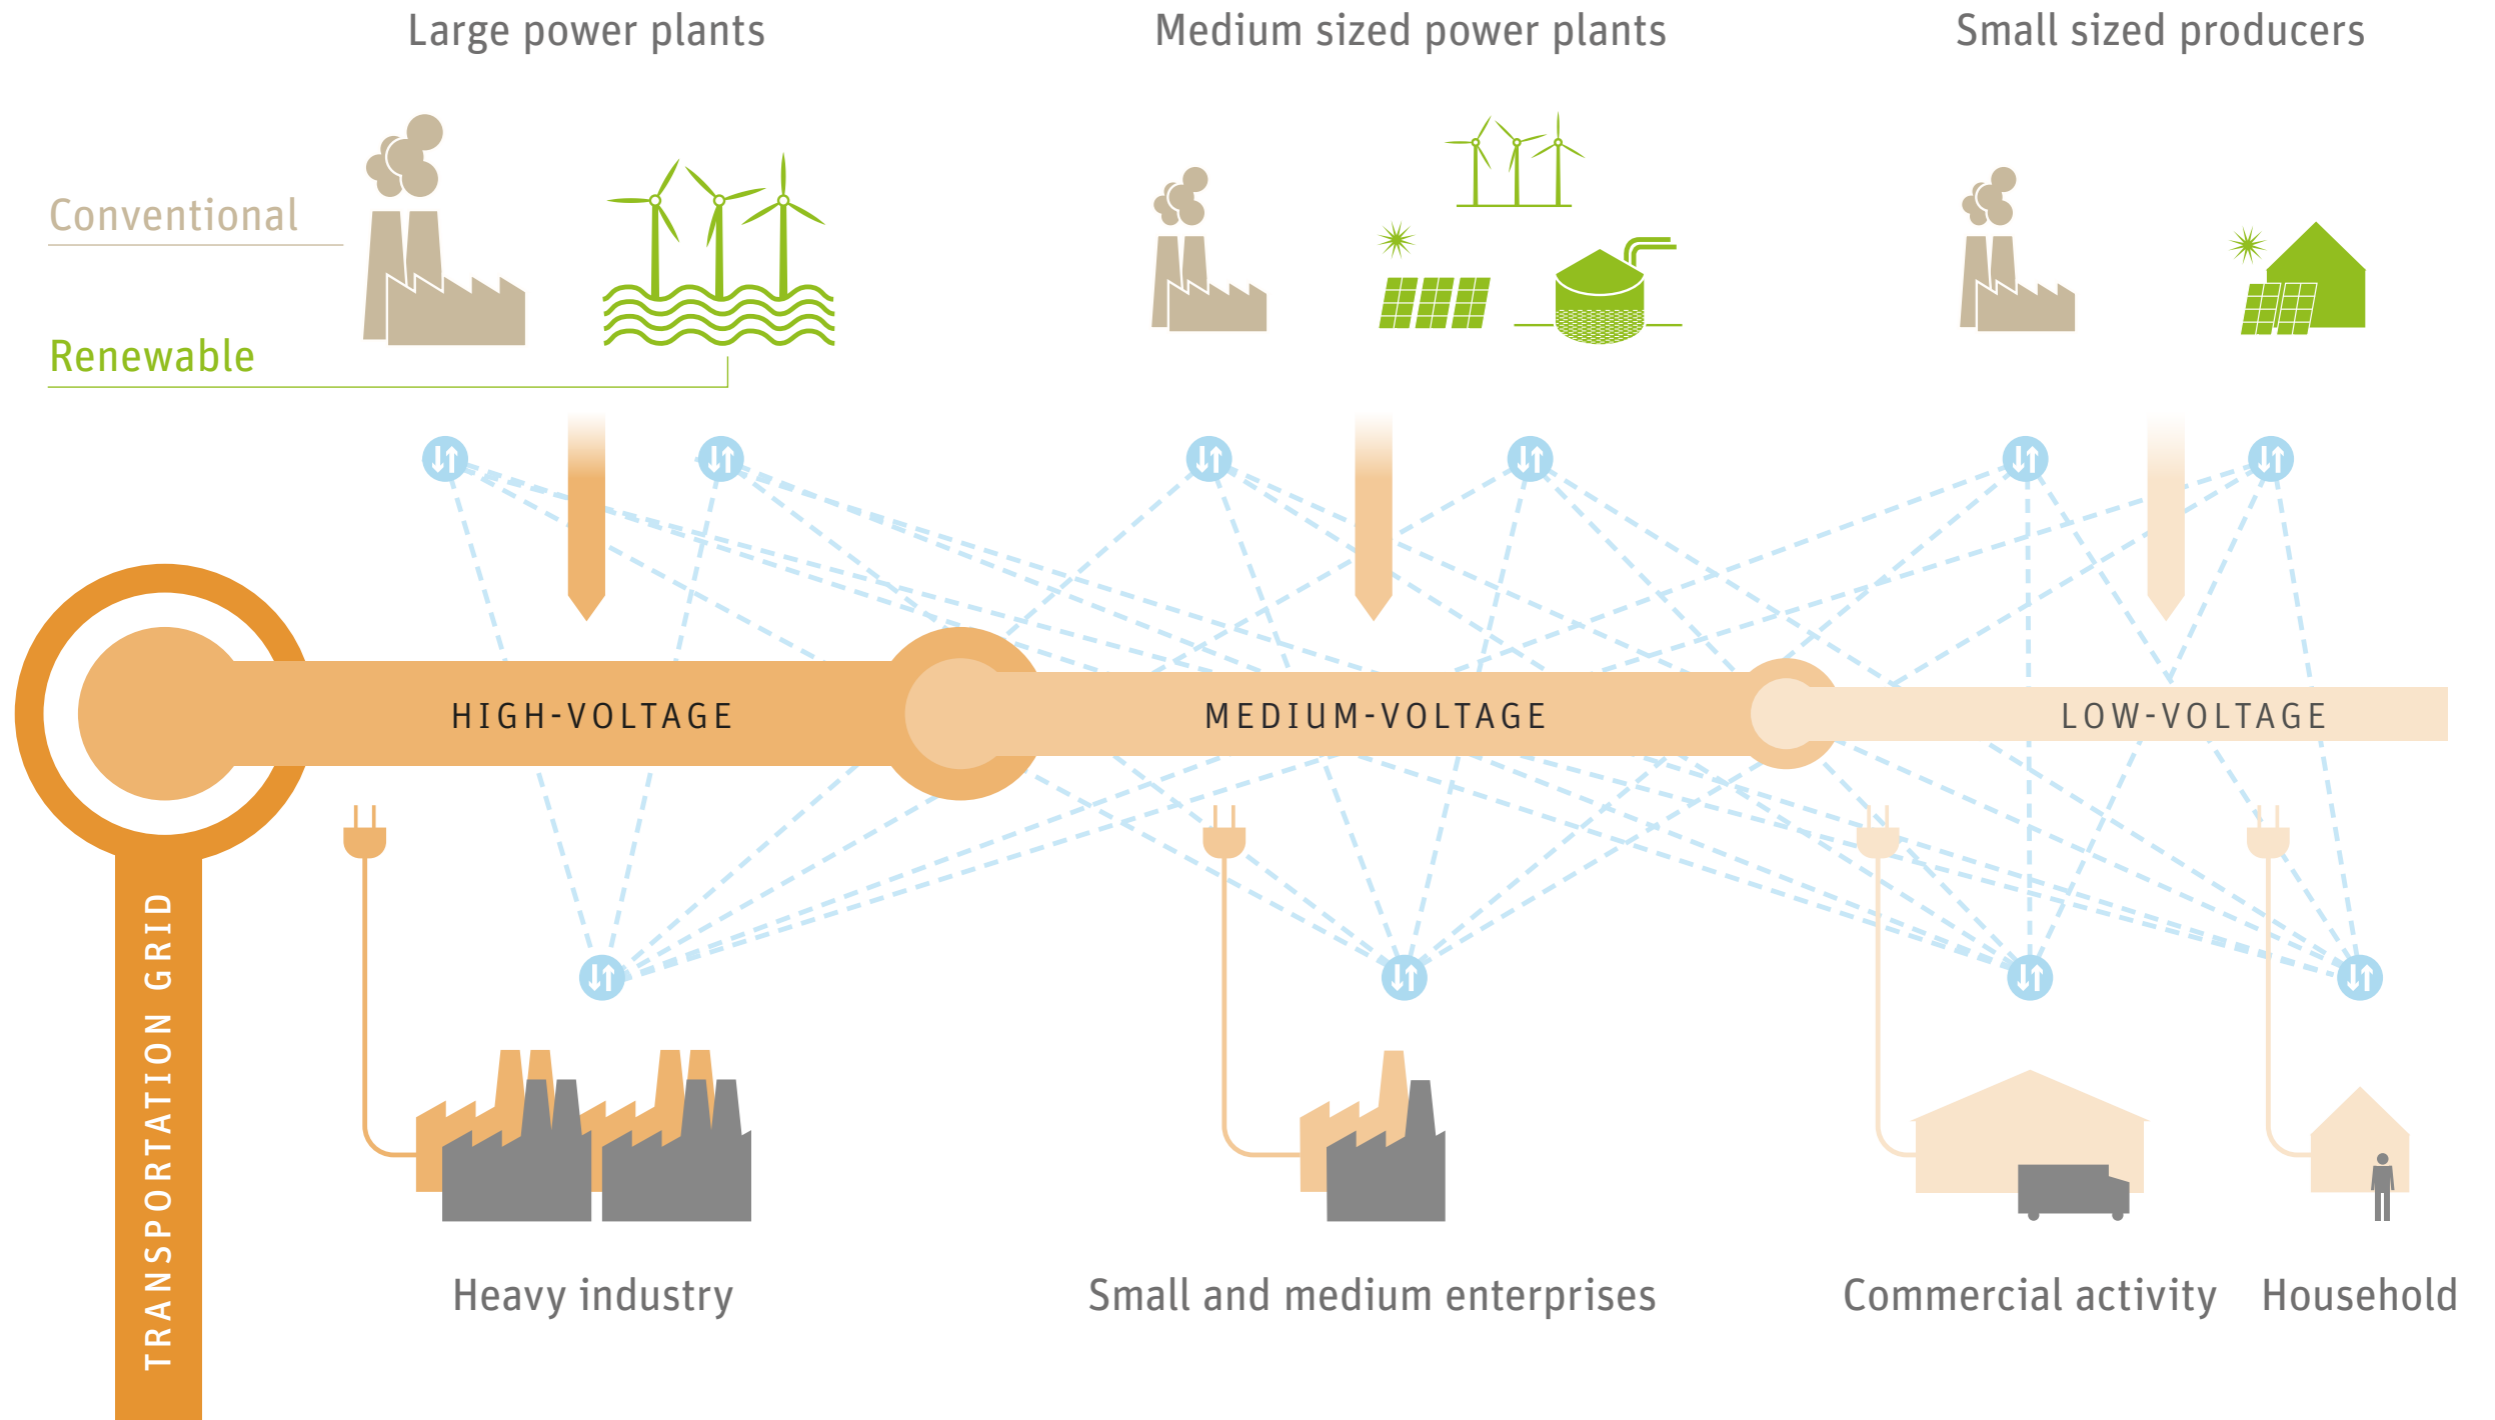 Large power plants
Medium sized power plants
Small sized producers
Conventional
Renewable
HIGH-VOLTAGE
MEDIUM-VOLTAGE
LOW-VOLTAGE
TRANSPORTATION GRID
Heavy industry
Small and medium enterprises
Commercial activity
Household